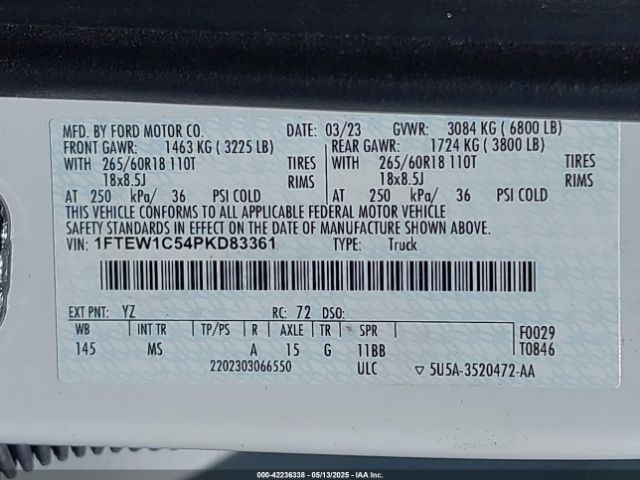 MFD. BY FORD MOTOR CO. DATE: 03/23 GVWR: 3084 KG ( 6800 LB)
FRONT GAWR: 1463 KG ( 3225 LB) REAR GAWR: 1724 KG ( 3800 LB)
WITH 265/60R18 110T TIRES WITH 265/60R18 110T TIRES
18x8.5J RIMS 18x8.5J RIMS
AT 250 kPa/ 36 PSI COLD AT 250 kPa/ 36 PSI COLD
THIS VEHICLE CONFORMS TO ALL APPLICABLE FEDERAL MOTOR VEHICLE
SAFETY STANDARDS IN EFFECT ON THE DATE OF MANUFACTURE SHOWN ABOVE.
VIN: 1FTEW1C54PKD83361 TYPE: Truck
EXT PNT: YZ RC: 72 DSO:
WB INT TR TP/PS R AXLE TR SPR F0029
145 MS A 15 G 11BB T0846
2202303066550 ULC ▽ 5U5A-3520472-AA
000-42236338 - 05/13/2025 - IAA Inc.